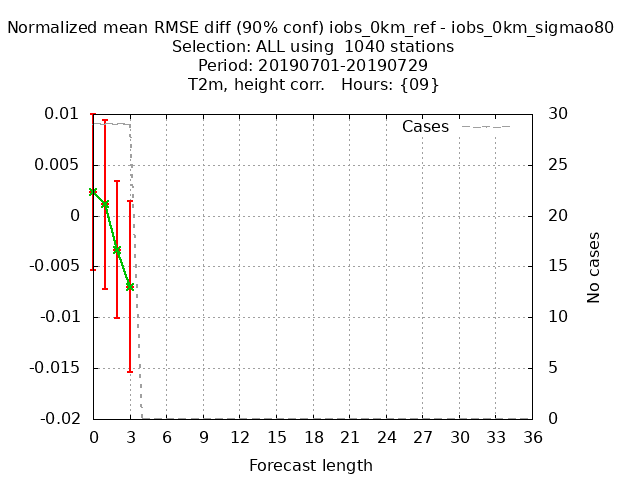 Normalized mean RMSE diff (90% conf) iobs_0km_ref - iobs_0km_sigmao80
Selection: ALL using  1040 stations
Period: 20190701-20190729
T2m, height corr.   Hours: {09}
Cases
0.01
0.005
0
-0.005
-0.01
-0.015
-0.02
30
25
20
15
10
5
0
No cases
0 3 6 9 12 15 18 21 24 27 30 33 36
Forecast length